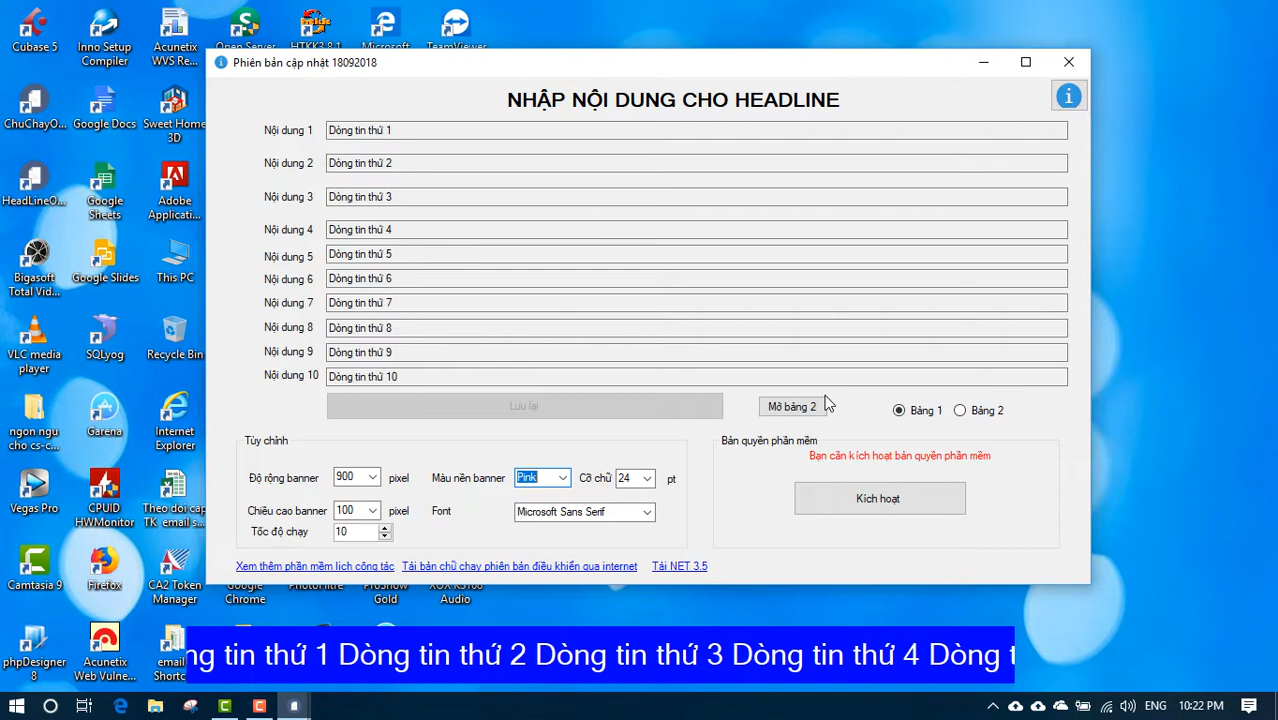 Cubase 5
Inno Setup
Compiler
Acunetix
WVS Re...
Open Server
HTKK3.8.1
Microsoft
TeamViewer
Phiên bản cập nhật 18092018
NHẬP NỘI DUNG CHO HEADLINE
ChuChayO...
Google Docs
Sweet Home
3D
HeadLineO...
Google
Sheets
Adobe
Applicati...
Bigasoft
Total Vid...
Google Slides
This PC
VLC media
player
SQLyog
Recycle Bin
ngon ngu
cho cs-c...
Garena
Internet
Explorer
Vegas Pro
CPUID
HWMonitor
Theo doi cap
TK email s...
Camtasia 9
Firefox
CA2 Token
Manager
Google
Chrome
PhotoFiltre
ProShow
Gold
Audio
phpDesigner
8
Acunetix
Web Vulne...
email
Shortc
Nội dung 1 Dòng tin thứ 1
Nội dung 2 Dòng tin thứ 2
Nội dung 3 Dòng tin thứ 3
Nội dung 4 Dòng tin thứ 4
Nội dung 5 Dòng tin thứ 5
Nội dung 6 Dòng tin thứ 6
Nội dung 7 Dòng tin thứ 7
Nội dung 8 Dòng tin thứ 8
Nội dung 9 Dòng tin thứ 9
Nội dung 10 Dòng tin thứ 10
Lưu lại
Mở bảng 2
Bảng 1
Bảng 2
Tùy chỉnh
Độ rộng banner 900 pixel Màu nền banner Pink Cỡ chữ 24 pt
Chiều cao banner 100 pixel Font Microsoft Sans Serif
Tốc độ chạy 10
Bản quyền phần mềm
Bạn cần kích hoạt bản quyền phần mềm
Kích hoạt
Xem thêm phần mềm lịch công tác
Tải bản chữ chạy phiên bản điều khiển qua internet
Tải NET 3.5
ng tin thứ 1 Dòng tin thứ 2 Dòng tin thứ 3 Dòng tin thứ 4 Dòng t
ENG
10:22 PM